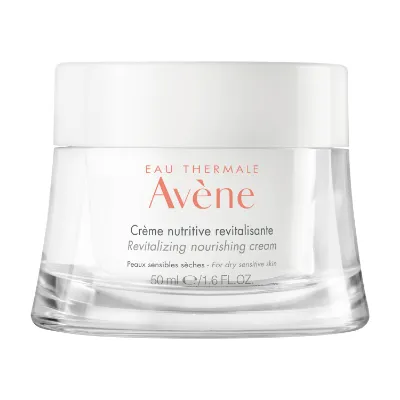 EAU THERMALE
Avène
Crème nutritive revitalisante
Revitalizing nourishing cream
Peaux sensibles sèches - For dry sensitive skin
50 ml ℮/1.6 FL.OZ.